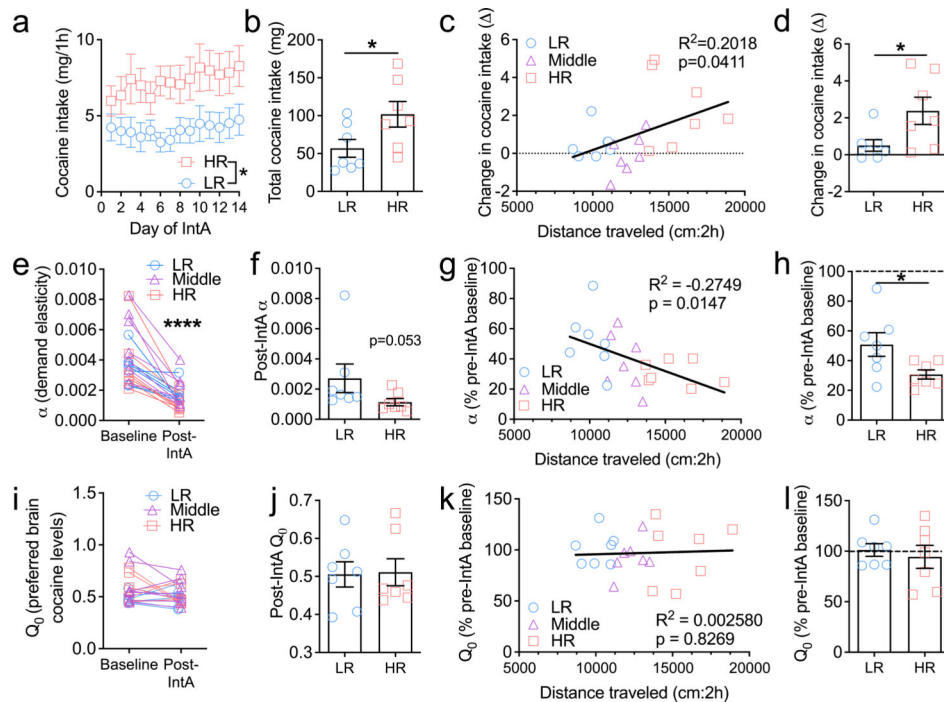 a
Cocaine intake (mg/1h)
10
5
0
0 2 4 6 8 10 12 14
Day of IntA
HR
LR
*
b
Total cocaine intake (mg)
200
150
100
50
0
*
LR HR
c
Change in cocaine intake (Δ)
6
4
2
0
-2
LR
Middle
HR
R²=0.2018
p=0.0411
5000 10000 15000 20000
Distance traveled (cm:2h)
d
Change in cocaine intake (Δ)
6
4
2
0
-2
*
LR HR
e
α (demand elasticity)
0.010
0.008
0.006
0.004
0.002
0.000
LR
Middle
HR
****
Baseline Post-
IntA
f
Post-IntA α
0.010
0.008
0.006
0.004
0.002
0.000
p=0.053
LR HR
g
α (% pre-IntA baseline)
100
80
60
40
20
0
R² = -0.2749
p = 0.0147
LR
Middle
HR
5000 10000 15000 20000
Distance traveled (cm:2h)
h
α (% pre-IntA baseline)
100
80
60
40
20
0
*
LR HR
i
Q₀ (preferred brain
cocaine levels)
1.5
1.0
0.5
0.0
LR
Middle
HR
Baseline Post-
IntA
j
Post-IntA Q₀
0.7
0.6
0.5
0.4
0.3
LR HR
k
Q₀ (% pre-IntA baseline)
150
100
50
0
LR
Middle
HR
R² = 0.002580
p = 0.8269
5000 10000 15000 20000
Distance traveled (cm:2h)
l
Q₀ (% pre-IntA baseline)
150
100
50
0
LR HR